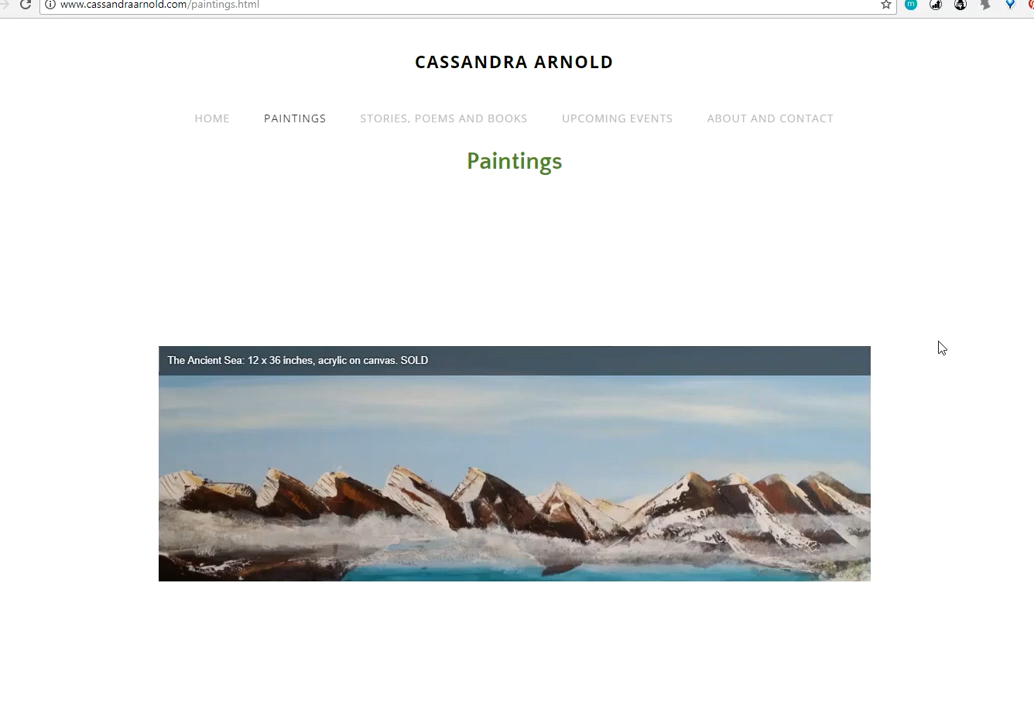 www.cassandraarnold.com/paintings.html
CASSANDRA ARNOLD
HOME PAINTINGS STORIES, POEMS AND BOOKS UPCOMING EVENTS ABOUT AND CONTACT
Paintings
The Ancient Sea: 12 x 36 inches, acrylic on canvas. SOLD